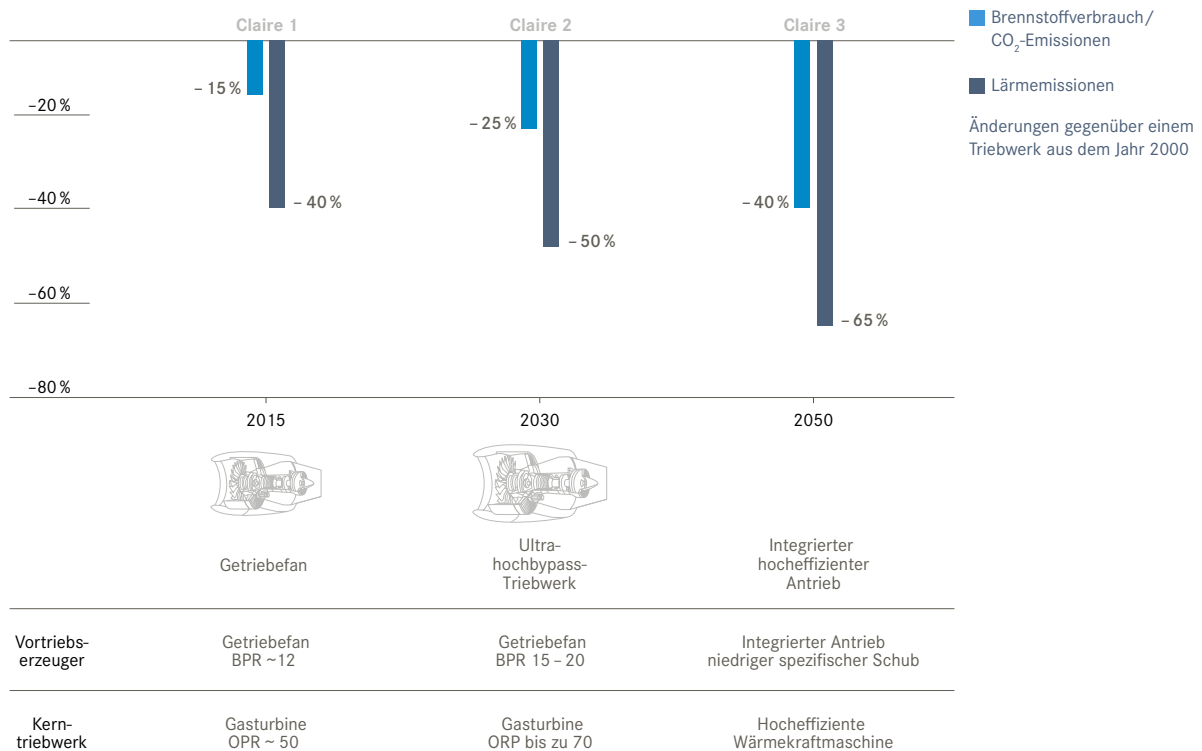 Claire 1
Claire 2
Claire 3
Brennstoffverbrauch/
CO₂-Emissionen
Lärmemissionen
Änderungen gegenüber einem
Triebwerk aus dem Jahr 2000
–20 %
–40 %
–60 %
–80 %
– 15 %
– 40 %
– 25 %
– 50 %
– 40 %
– 65 %
2015
2030
2050
Getriebefan
Ultra-
hochbypass-
Triebwerk
Integrierter
hocheffizienter
Antrieb
Vortriebs-
erzeuger
Getriebefan
BPR ~12
Getriebefan
BPR 15 – 20
Integrierter Antrieb
niedriger spezifischer Schub
Kern-
triebwerk
Gasturbine
OPR ~ 50
Gasturbine
ORP bis zu 70
Hocheffiziente
Wärmekraftmaschine